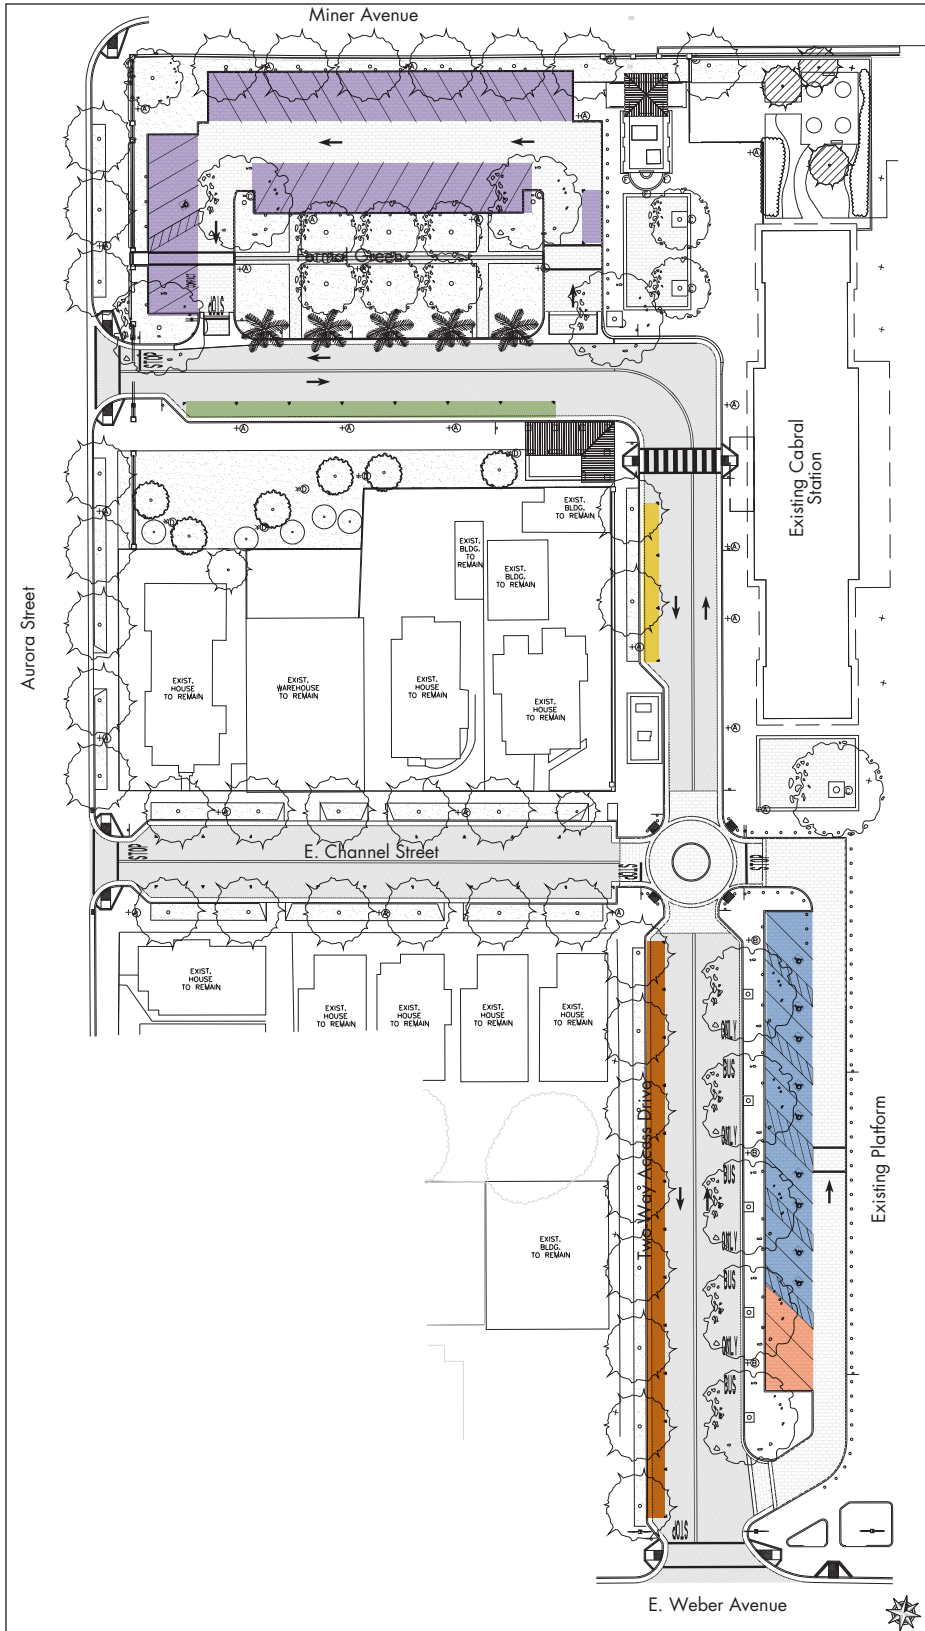 Miner Avenue
Formal Green
STOP
STOP
Existing Cabral
Station
EXIST.
BLDG.
TO REMAIN
EXIST.
BLDG.
TO
REMAIN
EXIST.
BLDG.
TO REMAIN
Aurora Street
EXIST.
HOUSE
TO REMAIN
EXIST.
WAREHOUSE
TO REMAIN
EXIST.
HOUSE
TO REMAIN
EXIST.
HOUSE
TO REMAIN
STOP
E. Channel Street
STOP
STOP
EXIST.
HOUSE
TO REMAIN
EXIST.
HOUSE
TO REMAIN
EXIST.
HOUSE
TO REMAIN
EXIST.
HOUSE
TO REMAIN
EXIST.
HOUSE
TO REMAIN
ONLY
BUS
ONLY
BUS
ONLY
BUS
ONLY
BUS
Two Way Access Drive
Existing Platform
EXIST.
BLDG.
TO REMAIN
STOP
E. Weber Avenue